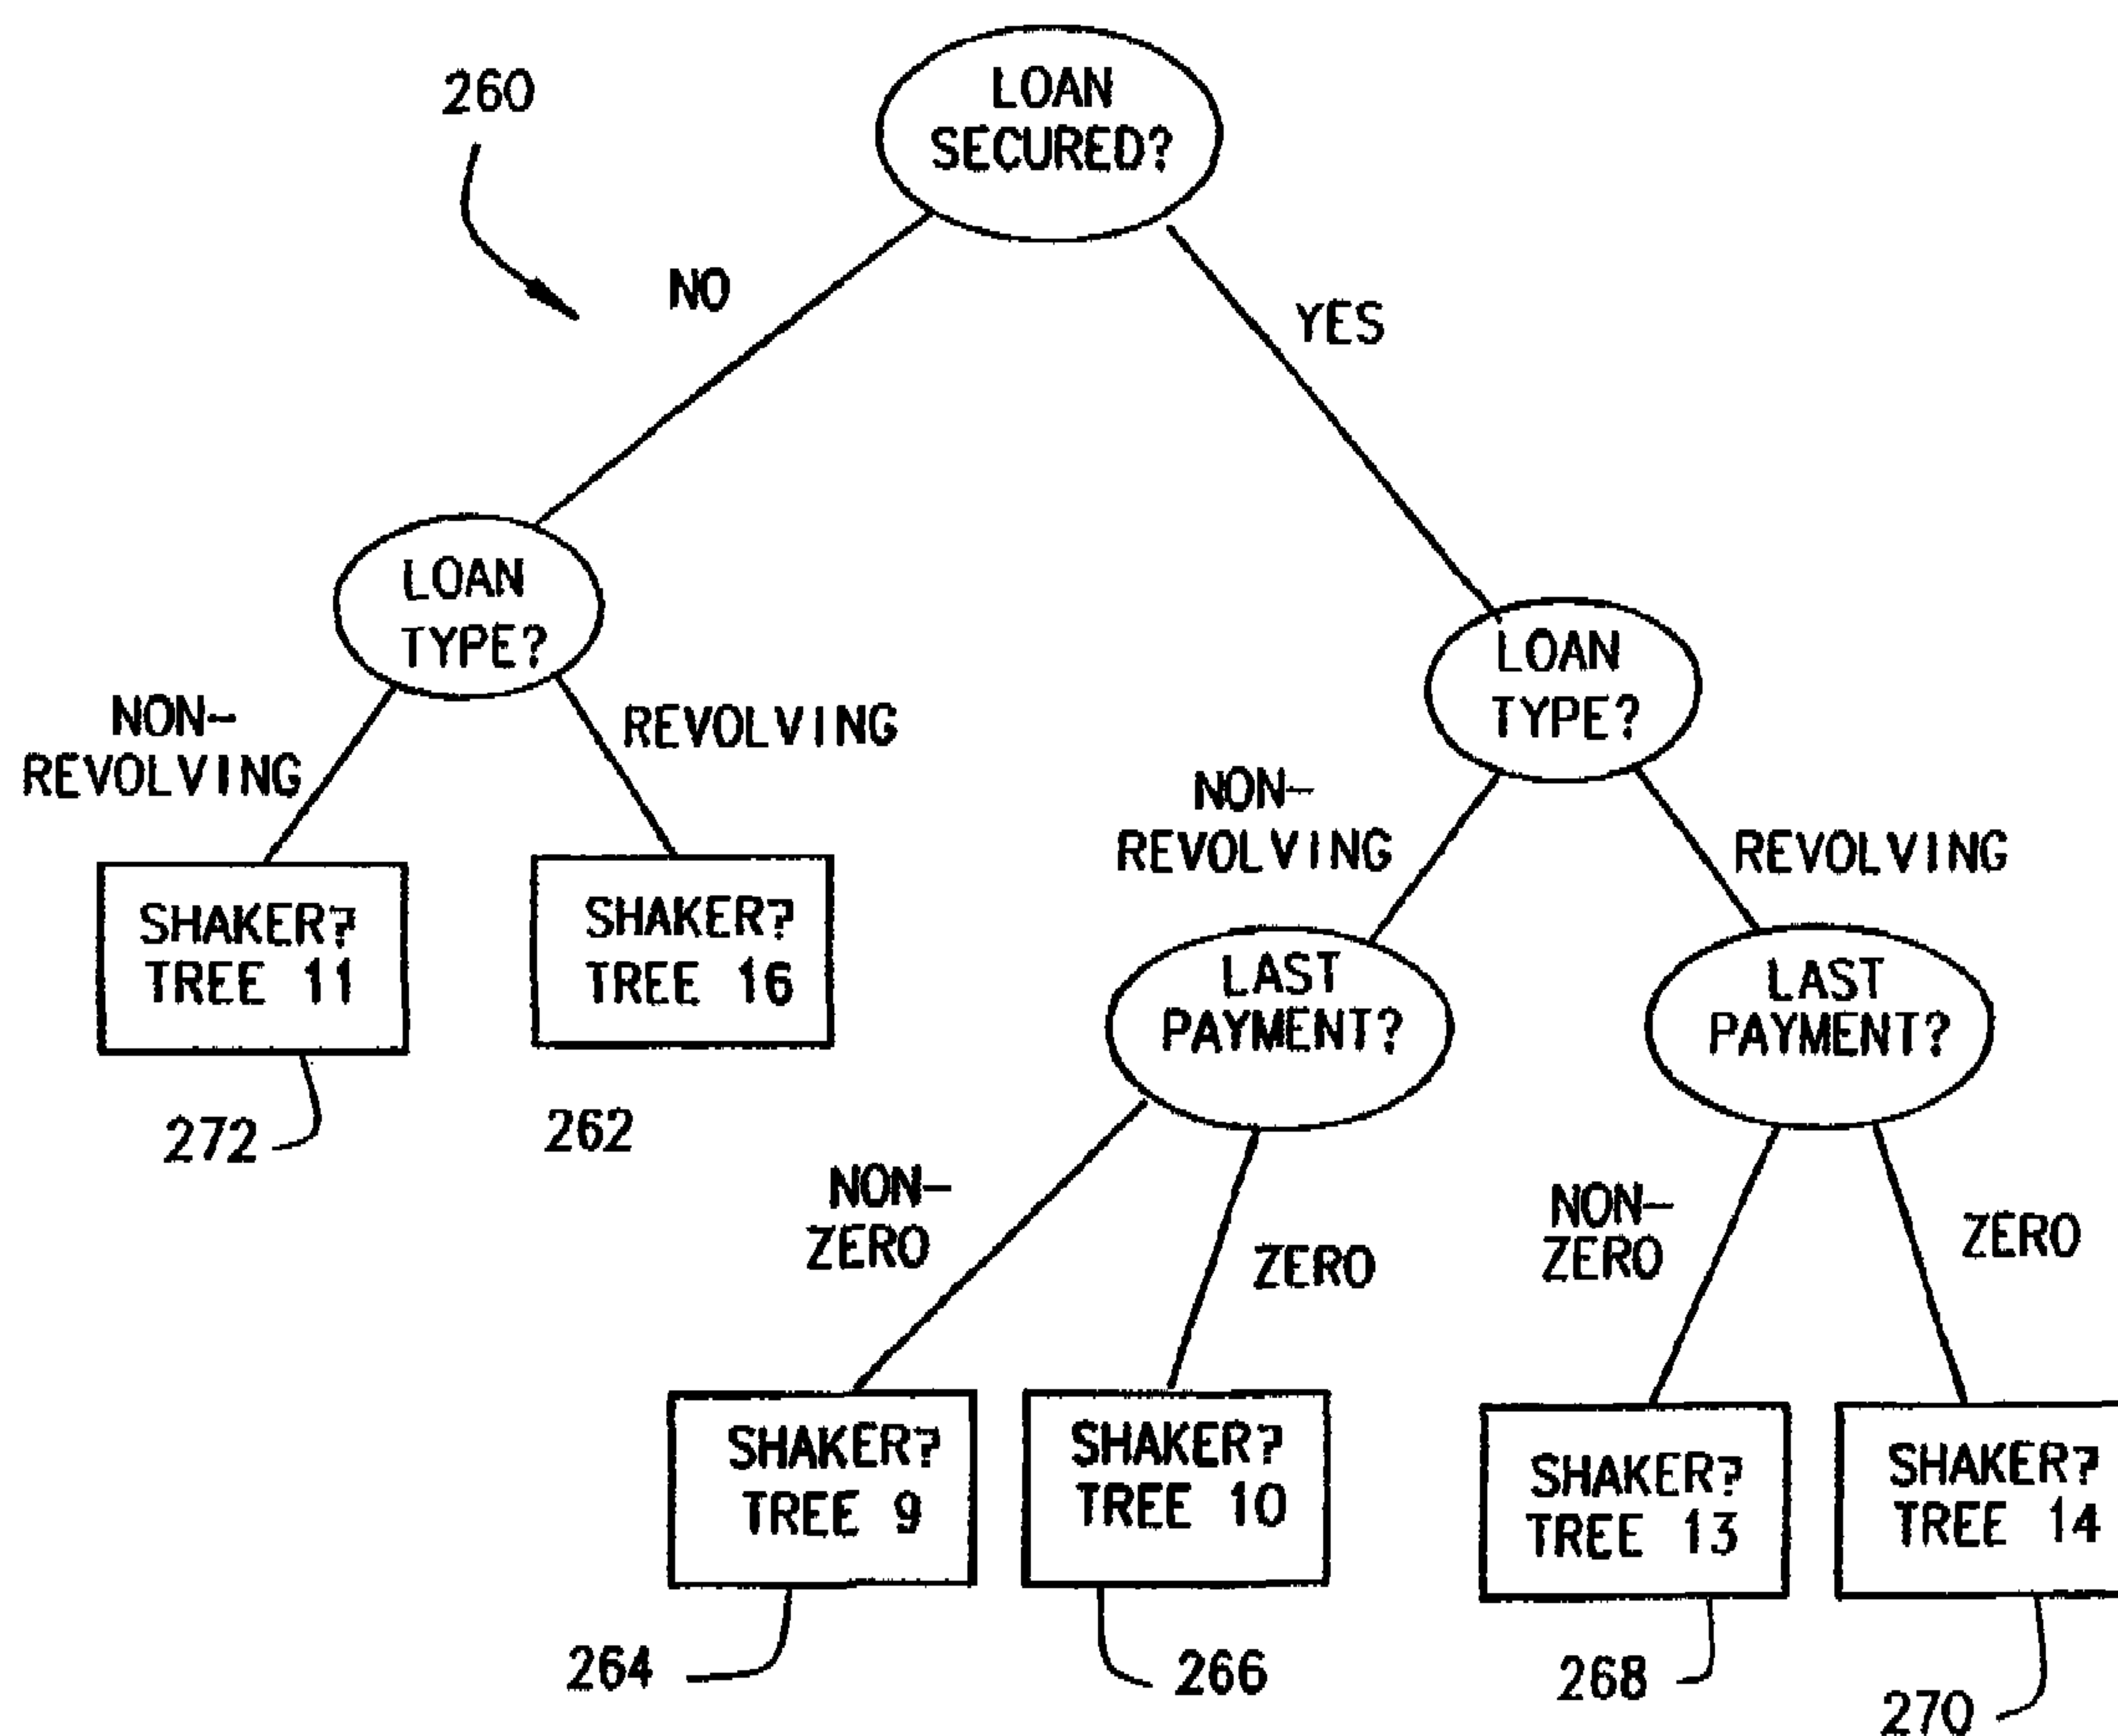 260
LOAN
SECURED?
NO
YES
LOAN
TYPE?
LOAN
TYPE?
NON-
REVOLVING
REVOLVING
NON-
REVOLVING
REVOLVING
SHAKER?
TREE 11
SHAKER?
TREE 16
LAST
PAYMENT?
LAST
PAYMENT?
272
262
NON-
ZERO
ZERO
NON-
ZERO
ZERO
SHAKER?
TREE 9
SHAKER?
TREE 10
SHAKER?
TREE 13
SHAKER?
TREE 14
264
266
268
270